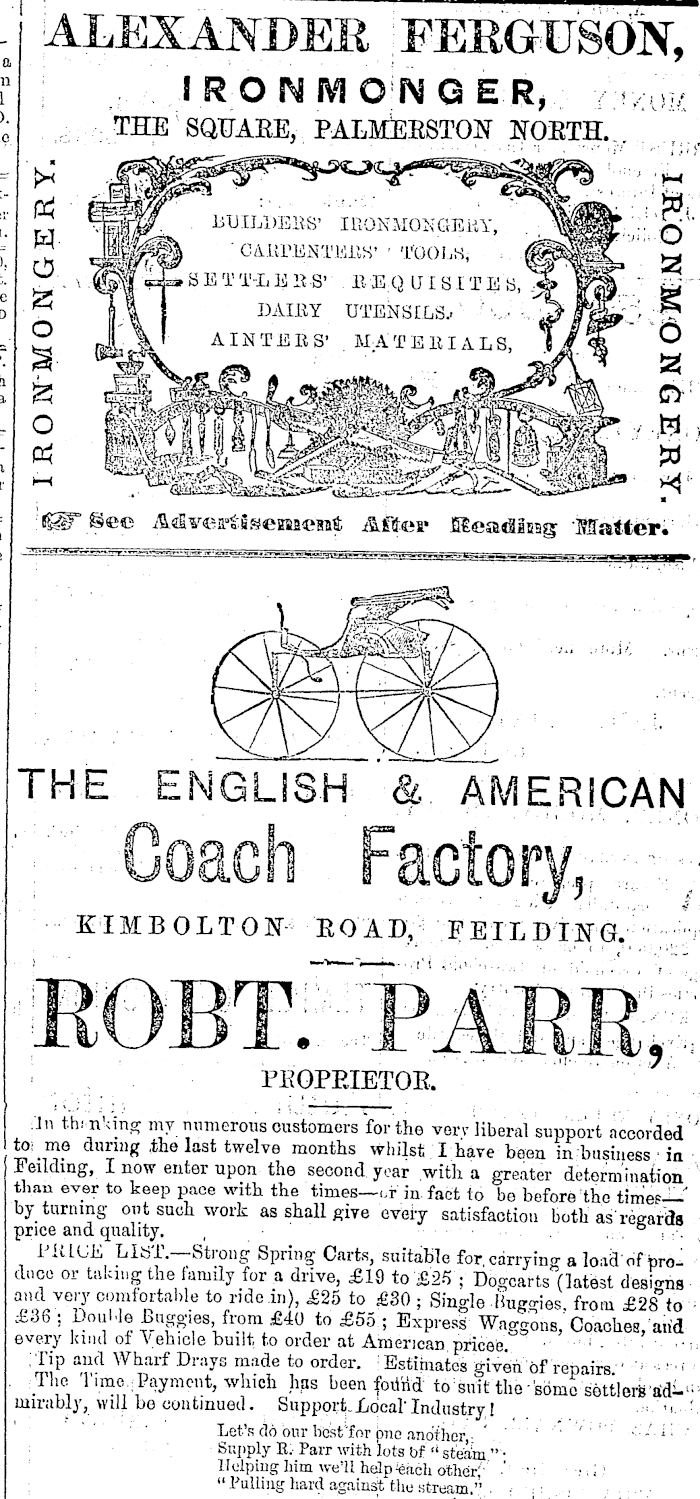 ALEXANDER FERGUSON,
IRONMONGER,
THE SQUARE, PALMERSTON NORTH.
IRONMONGERY.
BUILDERS' IRONMONGERY,
CARPENTERS' TOOLS,
SETTLERS' REQUISITES,
DAIRY UTENSILS.
AINTERS' MATERIALS,
IRONMONGERY.
See Advertisement After Reading Matter.
THE ENGLISH & AMERICAN
Coach Factory,
KIMBOLTON ROAD, FEILDING.
ROBT. PARR,
PROPRIETOR.
In thanking my numerous customers for the very liberal support accorded
to me during the last twelve months whilst I have been in business in
Feilding, I now enter upon the second year with a greater determination
than ever to keep pace with the times—or in fact to be before the times—
by turning out such work as shall give every satisfaction both as regards
price and quality.
PRICE LIST.—Strong Spring Carts, suitable for carrying a load of pro-
duce or taking the family for a drive, £19 to £25 ; Dogcarts (latest designs
and very comfortable to ride in), £25 to £30 ; Single Buggies, from £28 to
£36 ; Double Buggies, from £40 to £55 ; Express Waggons, Coaches, and
every kind of Vehicle built to order at American pricee.
Tip and Wharf Drays made to order. Estimates given of repairs.
The Time Payment, which has been found to suit the some settlers ad-
mirably, will be continued. Support Local Industry!
Let's do our best for one another,
Supply R. Parr with lots of "steam"
Helping him we'll help each other,
"Pulling hard against the stream."